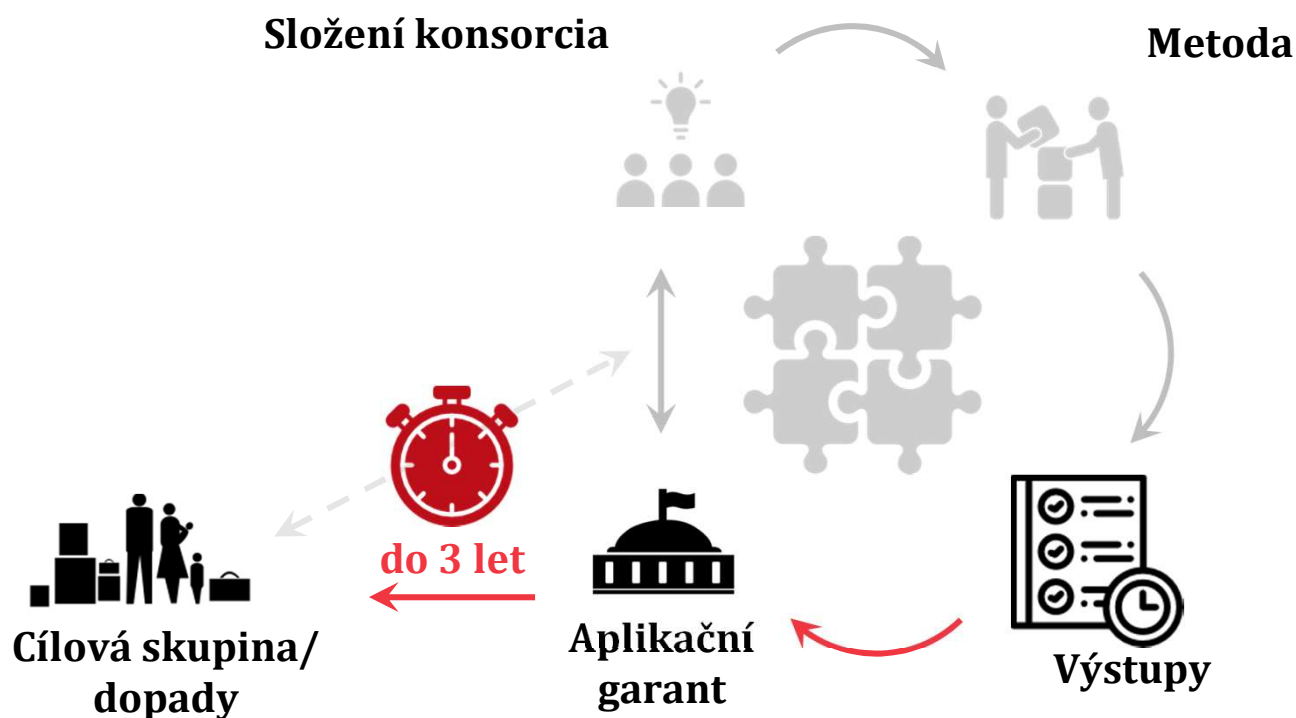 Složení konsorcia
Metoda
do 3 let
Cílová skupina/
dopady
Aplikační
garant
Výstupy